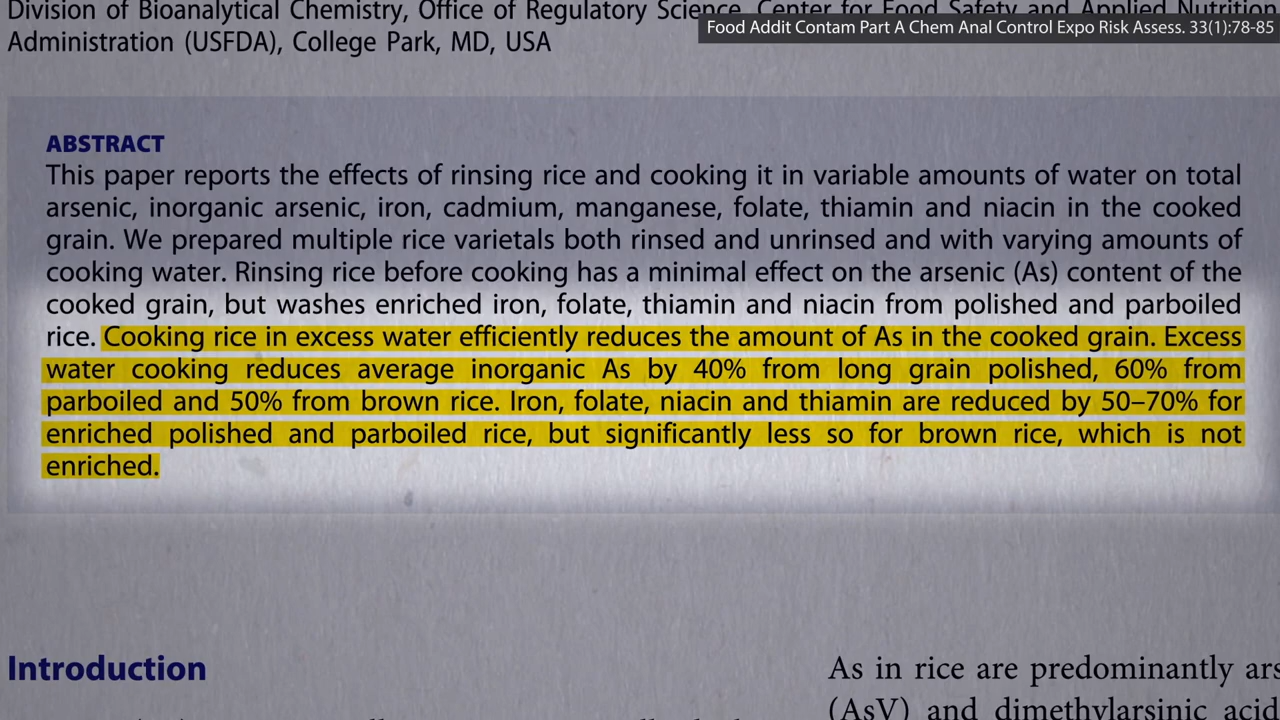 Division of Bioanalytical Chemistry, Office of Regulatory Science, Center for Food Safety and Applied Nutrition
Food Addit Contam Part A Chem Anal Control Expo Risk Assess. 33(1):78-85
Administration (USFDA), College Park, MD, USA
ABSTRACT
This paper reports the effects of rinsing rice and cooking it in variable amounts of water on total
arsenic, inorganic arsenic, iron, cadmium, manganese, folate, thiamin and niacin in the cooked
grain. We prepared multiple rice varietals both rinsed and unrinsed and with varying amounts of
cooking water. Rinsing rice before cooking has a minimal effect on the arsenic (As) content of the
cooked grain, but washes enriched iron, folate, thiamin and niacin from polished and parboiled
rice. Cooking rice in excess water efficiently reduces the amount of As in the cooked grain. Excess
water cooking reduces average inorganic As by 40% from long grain polished, 60% from
parboiled and 50% from brown rice. Iron, folate, niacin and thiamin are reduced by 50–70% for
enriched polished and parboiled rice, but significantly less so for brown rice, which is not
enriched.
Introduction
As in rice are predominantly ars
(AsV) and dimethylarsinic acid